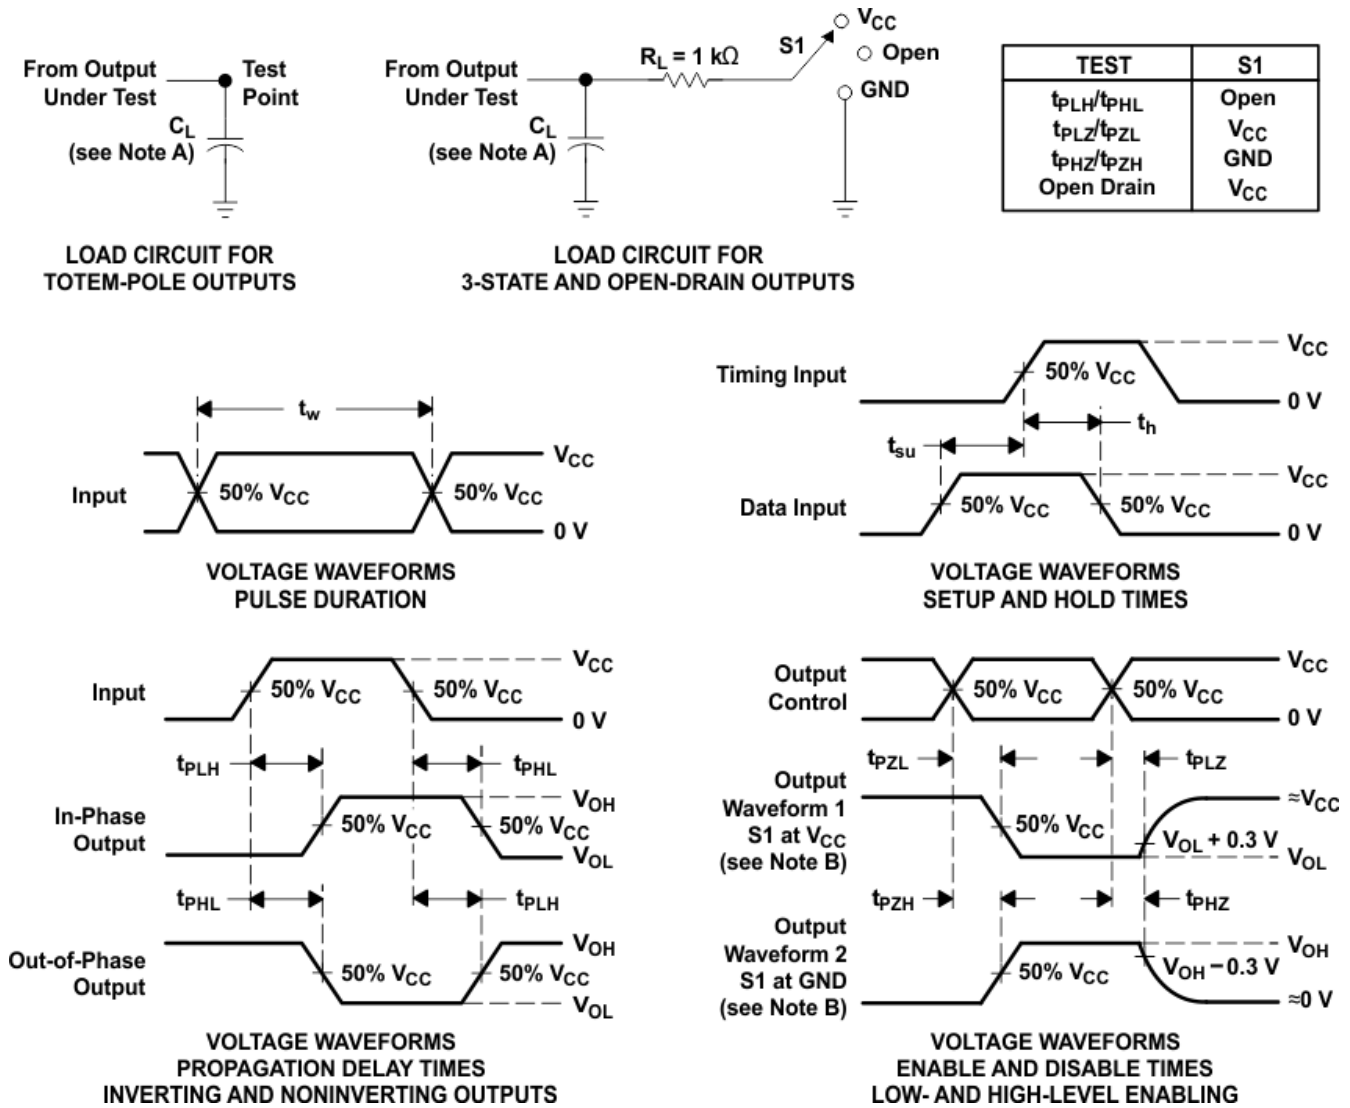 From Output
Under Test
Test
Point
CL
(see Note A)
LOAD CIRCUIT FOR
TOTEM-POLE OUTPUTS
From Output
Under Test
RL = 1 kΩ
S1
VCC
Open
GND
CL
(see Note A)
LOAD CIRCUIT FOR
3-STATE AND OPEN-DRAIN OUTPUTS
TEST S1
tPLH/tPHL Open
tPLZ/tPZL VCC
tPHZ/tPZH GND
Open Drain VCC
tw
Input
50% VCC
50% VCC
VCC
0 V
VOLTAGE WAVEFORMS
PULSE DURATION
Timing Input
50% VCC
VCC
0 V
tsu
th
Data Input
50% VCC
50% VCC
VCC
0 V
VOLTAGE WAVEFORMS
SETUP AND HOLD TIMES
Input
50% VCC
50% VCC
VCC
0 V
tPLH
tPHL
In-Phase
Output
50% VCC
50% VCC
VOH
VOL
tPHL
tPLH
Out-of-Phase
Output
50% VCC
50% VCC
VOH
VOL
VOLTAGE WAVEFORMS
PROPAGATION DELAY TIMES
INVERTING AND NONINVERTING OUTPUTS
Output
Control
50% VCC
50% VCC
VCC
0 V
tPZL
tPLZ
Output
Waveform 1
S1 at VCC
(see Note B)
50% VCC
≈VCC
VOL + 0.3 V
VOL
tPZH
tPHZ
Output
Waveform 2
S1 at GND
(see Note B)
50% VCC
VOH
VOH − 0.3 V
≈0 V
VOLTAGE WAVEFORMS
ENABLE AND DISABLE TIMES
LOW- AND HIGH-LEVEL ENABLING